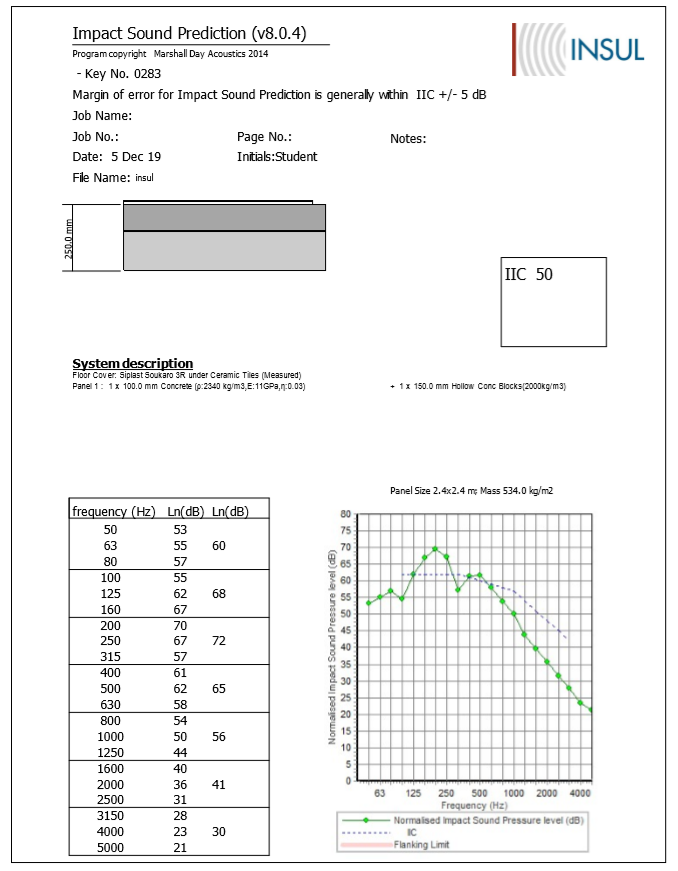 Impact Sound Prediction (v8.0.4)
INSUL
Program copyright Marshall Day Acoustics 2014
- Key No. 0283
Margin of error for Impact Sound Prediction is generally within IIC +/- 5 dB
Job Name:
Job No.: Page No.: Notes:
Date: 5 Dec 19 Initials:Student
File Name: insul
250.0 mm
IIC 50
System description
Floor Cover: Siplast Soukaro 3R under Ceramic Tiles (Measured)
Panel 1 : 1 x 100.0 mm Concrete (ρ:2340 kg/m3,E:11GPa,η:0.03) + 1 x 150.0 mm Hollow Conc Blocks(2000kg/m3)
Panel Size 2.4x2.4 m; Mass 534.0 kg/m2
frequency (Hz) Ln(dB) Ln(dB)
50 53
63 55 60
80 57
100 55
125 62 68
160 67
200 70
250 67 72
315 57
400 61
500 62 65
630 58
800 54
1000 50 56
1250 44
1600 40
2000 36 41
2500 31
3150 28
4000 23 30
5000 21
Normalised Impact Sound Pressure level (dB)
80
75
70
65
60
55
50
45
40
35
30
25
20
15
10
5
0
63 125 250 500 1000 2000 4000
Frequency (Hz)
Normalised Impact Sound Pressure level (dB)
IIC
Flanking Limit